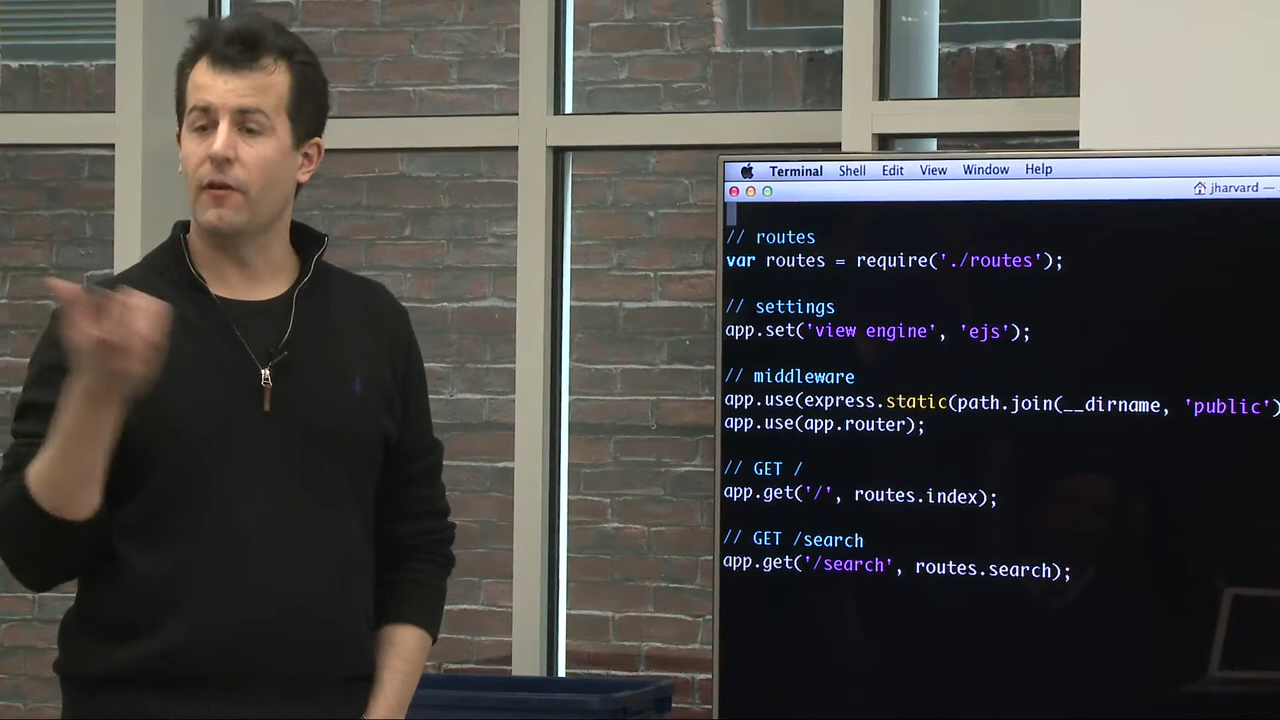 Terminal Shell Edit View Window Help
jharvard —
// routes
var routes = require('./routes');
// settings
app.set('view engine', 'ejs');
// middleware
app.use(express.static(path.join(__dirname, 'public')
app.use(app.router);
// GET /
app.get('/', routes.index);
// GET /search
app.get('/search', routes.search);